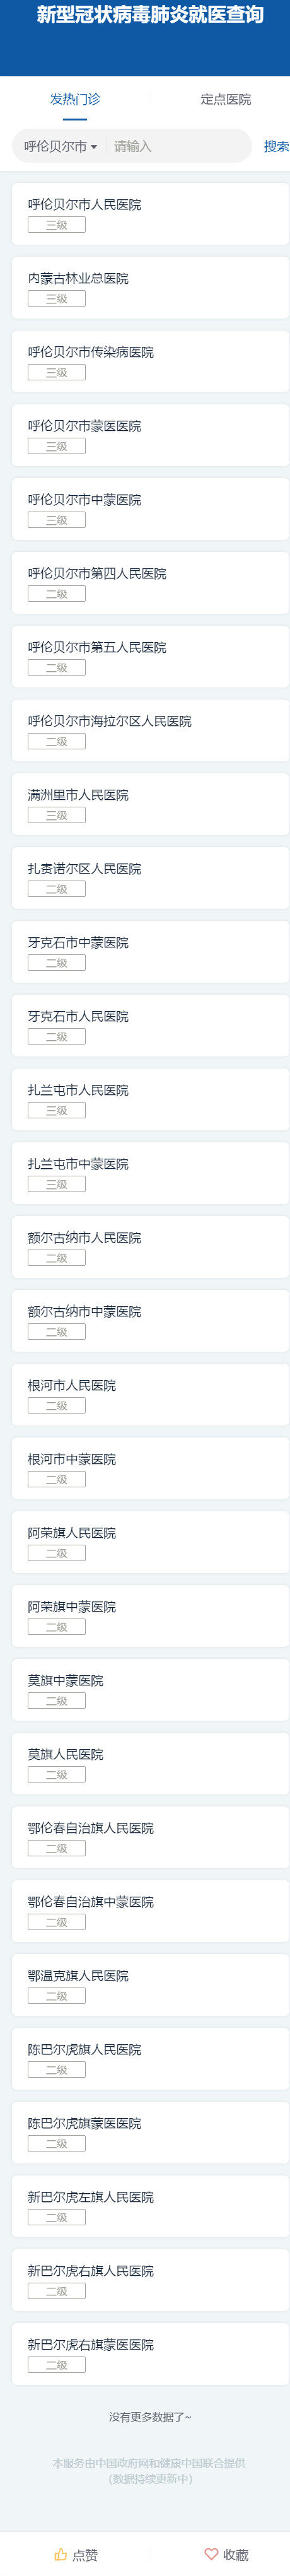 新型冠状病毒肺炎就医查询
发热门诊 定点医院
呼伦贝尔市 请输入 搜索
呼伦贝尔市人民医院
三级
内蒙古林业总医院
三级
呼伦贝尔市传染病医院
三级
呼伦贝尔市蒙医医院
三级
呼伦贝尔市中蒙医院
三级
呼伦贝尔市第四人民医院
二级
呼伦贝尔市第五人民医院
二级
呼伦贝尔市海拉尔区人民医院
二级
满洲里市人民医院
三级
扎赉诺尔区人民医院
二级
牙克石市中蒙医院
二级
牙克石市人民医院
二级
扎兰屯市人民医院
三级
扎兰屯市中蒙医院
三级
额尔古纳市人民医院
二级
额尔古纳市中蒙医院
二级
根河市人民医院
二级
根河市中蒙医院
二级
阿荣旗人民医院
二级
阿荣旗中蒙医院
二级
莫旗中蒙医院
二级
莫旗人民医院
二级
鄂伦春自治旗人民医院
二级
鄂伦春自治旗中蒙医院
二级
鄂温克旗人民医院
二级
陈巴尔虎旗人民医院
二级
陈巴尔虎旗蒙医医院
二级
新巴尔虎左旗人民医院
二级
新巴尔虎右旗人民医院
二级
新巴尔虎右旗蒙医医院
二级
没有更多数据了~
本服务由中国政府网和健康中国联合提供
（数据持续更新中）
点赞 收藏